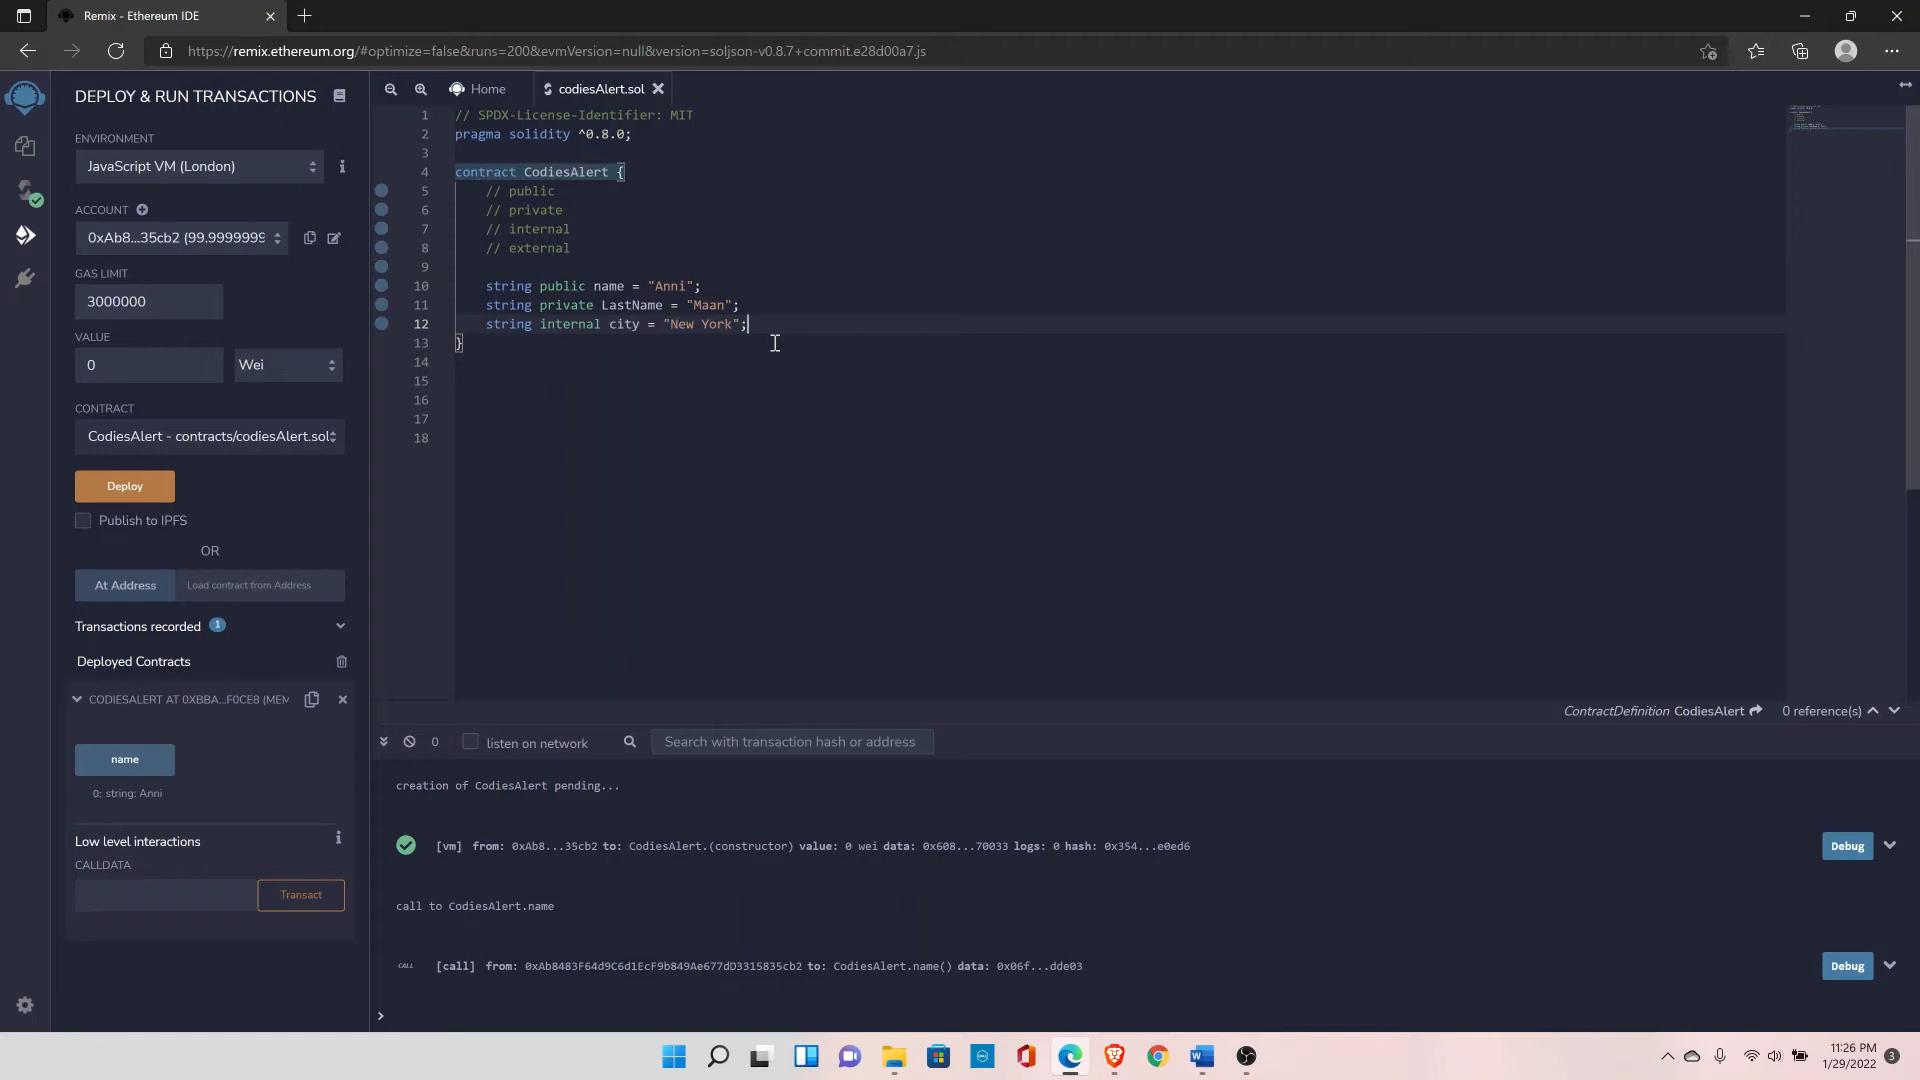 Remix - Ethereum IDE
https://remix.ethereum.org/#optimize=false&runs=200&evmVersion=null&version=soljson-v0.8.7+commit.e28d00a7.js
DEPLOY & RUN TRANSACTIONS
ENVIRONMENT
JavaScript VM (London)
ACCOUNT
0xAb8...35cb2 (99.9999999
GAS LIMIT
3000000
VALUE
0
Wei
CONTRACT
CodiesAlert - contracts/codiesAlert.sol
Deploy
Publish to IPFS
OR
At Address
Load contract from Address
Transactions recorded 1
Deployed Contracts
CODIESALERT AT 0XBBA...F0CE8 (MEM
name
0: string: Anni
Low level interactions
CALLDATA
Transact
Home
codiesAlert.sol
1 // SPDX-License-Identifier: MIT
2 pragma solidity ^0.8.0;
3
4 contract CodiesAlert {
5 // public
6 // private
7 // internal
8 // external
9
10 string public name = "Anni";
11 string private LastName = "Maan";
12 string internal city = "New York";
13 }
14
15
16
17
18
ContractDefinition CodiesAlert
0 reference(s)
0
listen on network
Search with transaction hash or address
creation of CodiesAlert pending...
[vm] from: 0xAb8...35cb2 to: CodiesAlert.(constructor) value: 0 wei data: 0x608...70033 logs: 0 hash: 0x354...e0ed6
Debug
call to CodiesAlert.name
CALL [call] from: 0xAb8483F64d9C6d1EcF9b849Ae677dD3315835cb2 to: CodiesAlert.name() data: 0x06f...dde03
Debug
>
11:26 PM
1/29/2022
3